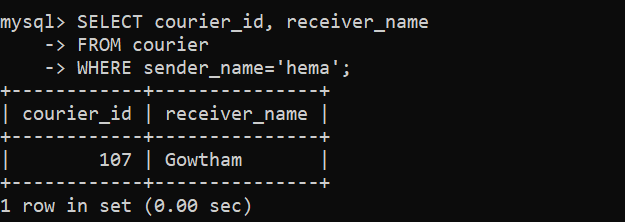 mysql> SELECT courier_id, receiver_name
    -> FROM courier
    -> WHERE sender_name='hema';
+------------+---------------+
| courier_id | receiver_name |
+------------+---------------+
|        107 | Gowtham       |
+------------+---------------+
1 row in set (0.00 sec)